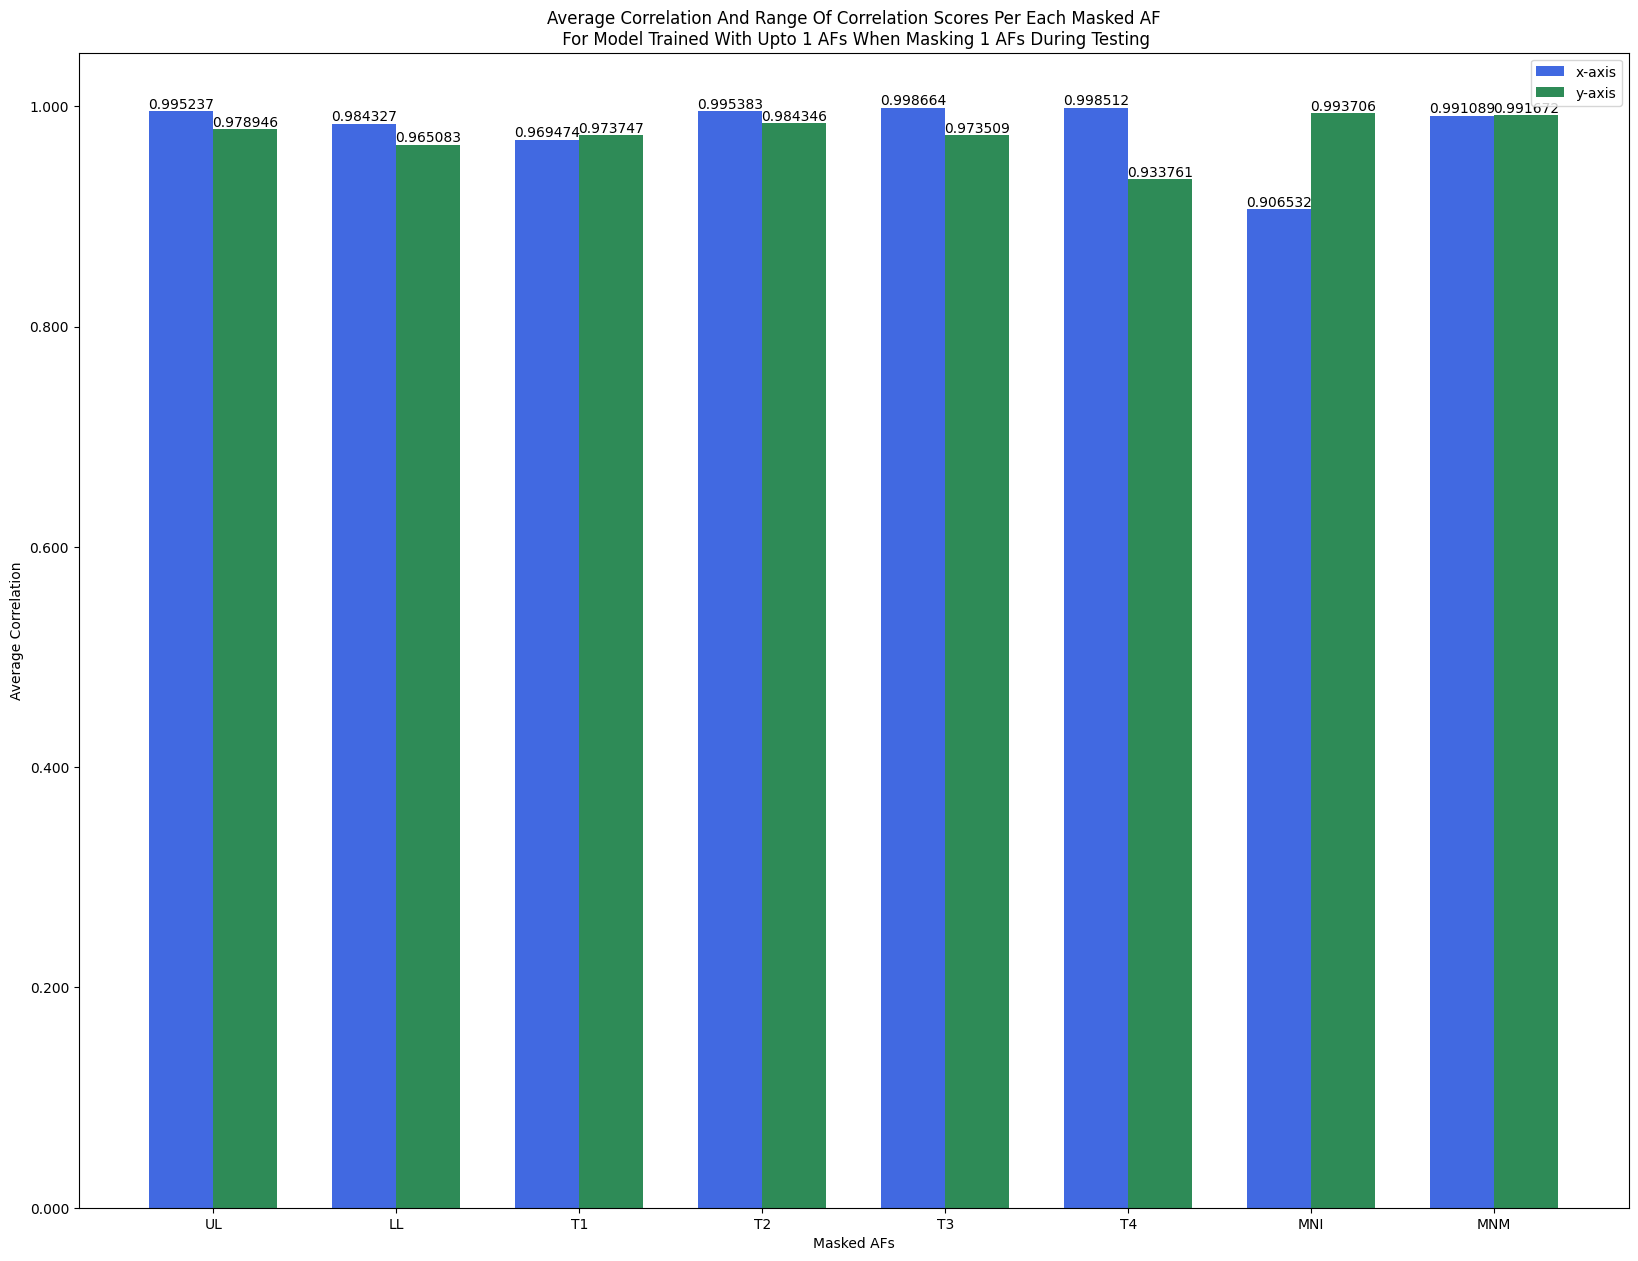 Average Correlation And Range Of Correlation Scores Per Each Masked AF
For Model Trained With Upto 1 AFs When Masking 1 AFs During Testing
x-axis
y-axis
Average Correlation
1.000
0.800
0.600
0.400
0.200
0.000
0.995237
0.978946
0.984327
0.965083
0.969474
0.973747
0.995383
0.984346
0.998664
0.973509
0.998512
0.933761
0.906532
0.993706
0.991089
0.991672
UL
LL
T1
T2
T3
T4
MNI
MNM
Masked AFs